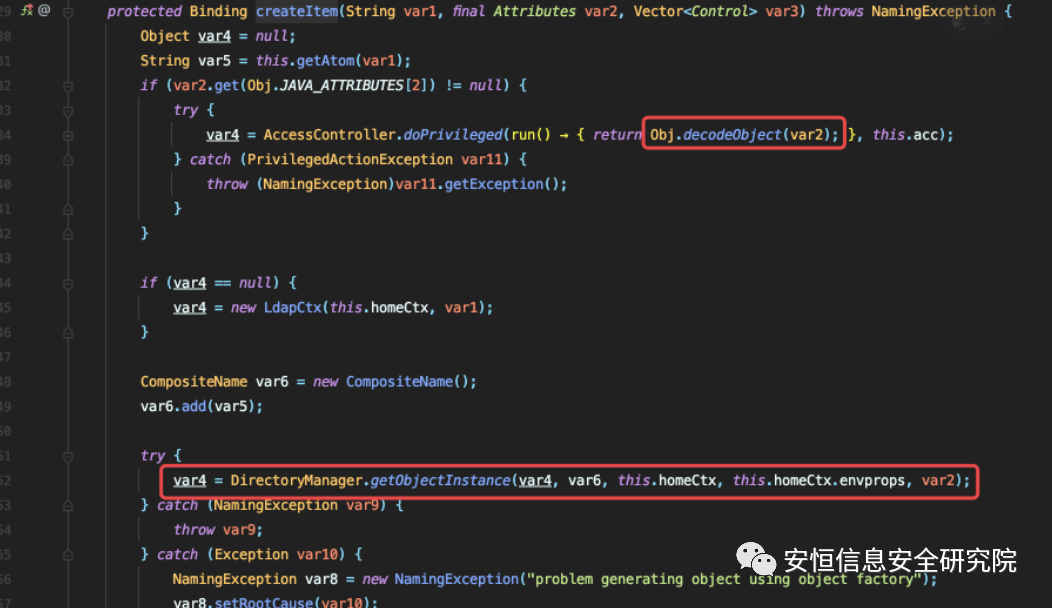 29 protected Binding createItem(String var1, final Attributes var2, Vector<Control> var3) throws NamingException {
30 Object var4 = null;
31 String var5 = this.getAtom(var1);
32 if (var2.get(Obj.JAVA_ATTRIBUTES[2]) != null) {
33 try {
34 var4 = AccessController.doPrivileged(run() → { return Obj.decodeObject(var2); }, this.acc);
39 } catch (PrivilegedActionException var11) {
40 throw (NamingException)var11.getException();
41 }
42 }
43
44 if (var4 == null) {
45 var4 = new LdapCtx(this.homeCtx, var1);
46 }
47
48 CompositeName var6 = new CompositeName();
49 var6.add(var5);
50
51 try {
52 var4 = DirectoryManager.getObjectInstance(var4, var6, this.homeCtx, this.homeCtx.envprops, var2);
53 } catch (NamingException var9) {
54 throw var9;
55 } catch (Exception var10) {
56 NamingException var8 = new NamingException("problem generating object using object factory");
57 var8.setRootCause(var10);
安恒信息安全研究院